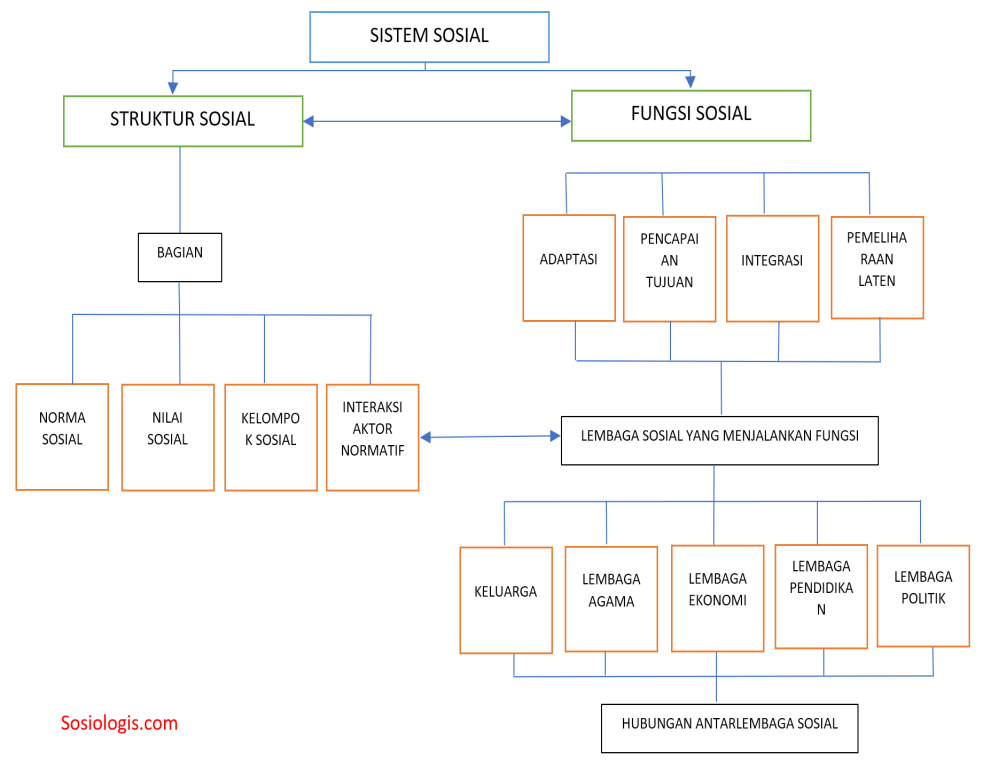 SISTEM SOSIAL
STRUKTUR SOSIAL
FUNGSI SOSIAL
BAGIAN
ADAPTASI
PENCAPAI
AN
TUJUAN
INTEGRASI
PEMELIHA
RAAN
LATEN
NORMA
SOSIAL
NILAI
SOSIAL
KELOMPO
K SOSIAL
INTERAKSI
AKTOR
NORMATIF
LEMBAGA SOSIAL YANG MENJALANKAN FUNGSI
KELUARGA
LEMBAGA
AGAMA
LEMBAGA
EKONOMI
LEMBAGA
PENDIDIKA
N
LEMBAGA
POLITIK
HUBUNGAN ANTARLEMBAGA SOSIAL
Sosiologis.com